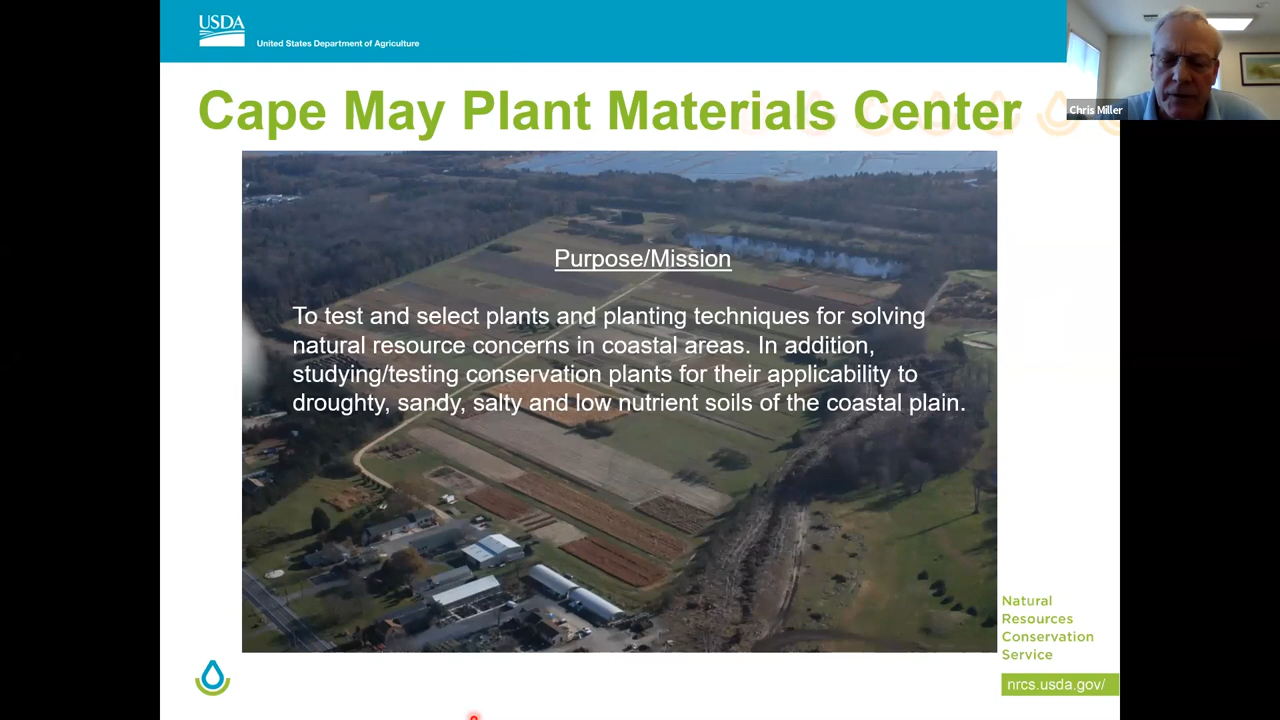 USDA
United States Department of Agriculture
Chris Miller
Cape May Plant Materials Center
Purpose/Mission
To test and select plants and planting techniques for solving
natural resource concerns in coastal areas. In addition,
studying/testing conservation plants for their applicability to
droughty, sandy, salty and low nutrient soils of the coastal plain.
Natural
Resources
Conservation
Service
nrcs.usda.gov/